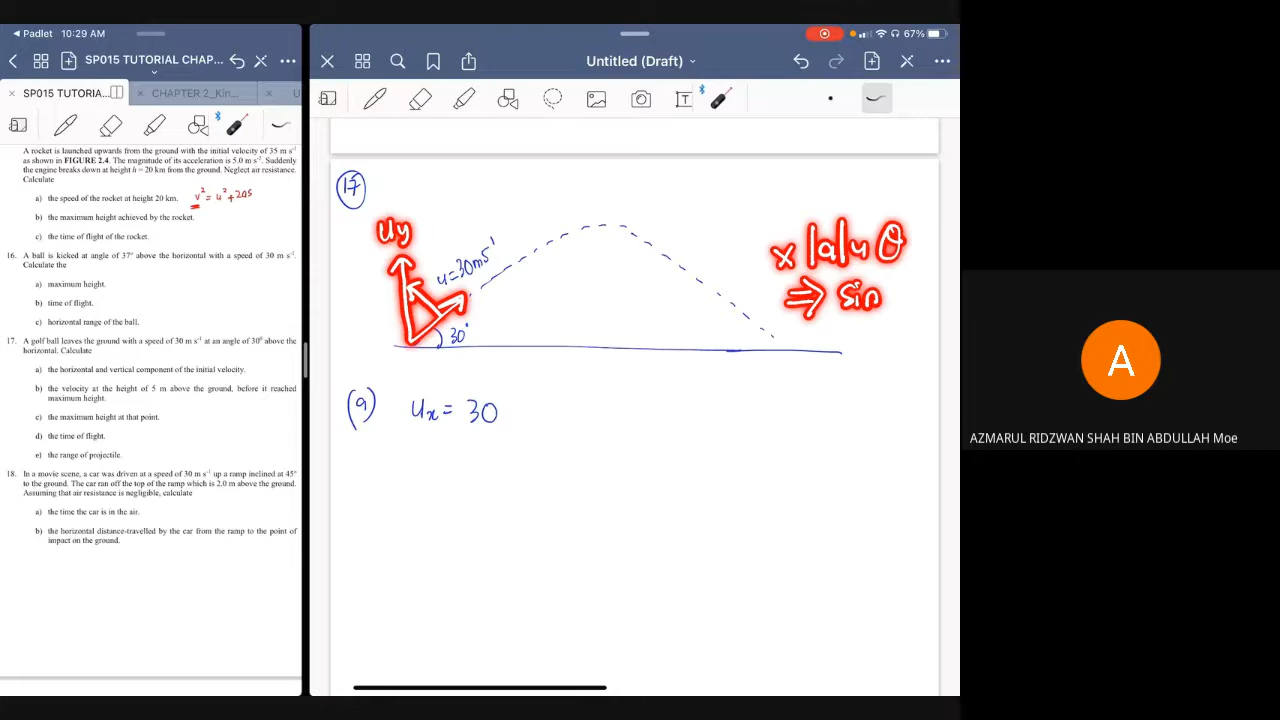 Padlet 10:29 AM
67%
SP015 TUTORIAL CHAP...
Untitled (Draft)
SP015 TUTORIA...
CHAPTER 2_Kin...
U
A rocket is launched upwards from the ground with the initial velocity of 35 m s⁻¹
as shown in FIGURE 2.4. The magnitude of its acceleration is 5.0 m s⁻². Suddenly
the engine breaks down at height h = 20 km from the ground. Neglect air resistance.
Calculate
a) the speed of the rocket at height 20 km.
v² = u² + 2as
b) the maximum height achieved by the rocket.
c) the time of flight of the rocket.
16. A ball is kicked at angle of 37° above the horizontal with a speed of 30 m s⁻¹.
Calculate the
a) maximum height.
b) time of flight.
c) horizontal range of the ball.
17. A golf ball leaves the ground with a speed of 30 m s⁻¹ at an angle of 30⁰ above the
horizontal. Calculate
a) the horizontal and vertical component of the initial velocity.
b) the velocity at the height of 5 m above the ground, before it reached
maximum height.
c) the maximum height at that point.
d) the time of flight.
e) the range of projectile.
18. In a movie scene, a car was driven at a speed of 30 m s⁻¹ up a ramp inclined at 45°
to the ground. The car ran off the top of the ramp which is 2.0 m above the ground.
Assuming that air resistance is negligible, calculate
a) the time the car is in the air.
b) the horizontal distance-travelled by the car from the ramp to the point of
impact on the ground.
17
uy
u=30ms¹
30°
x lalu θ
⇒ sin
(a) ux = 30
A
AZMARUL RIDZWAN SHAH BIN ABDULLAH Moe